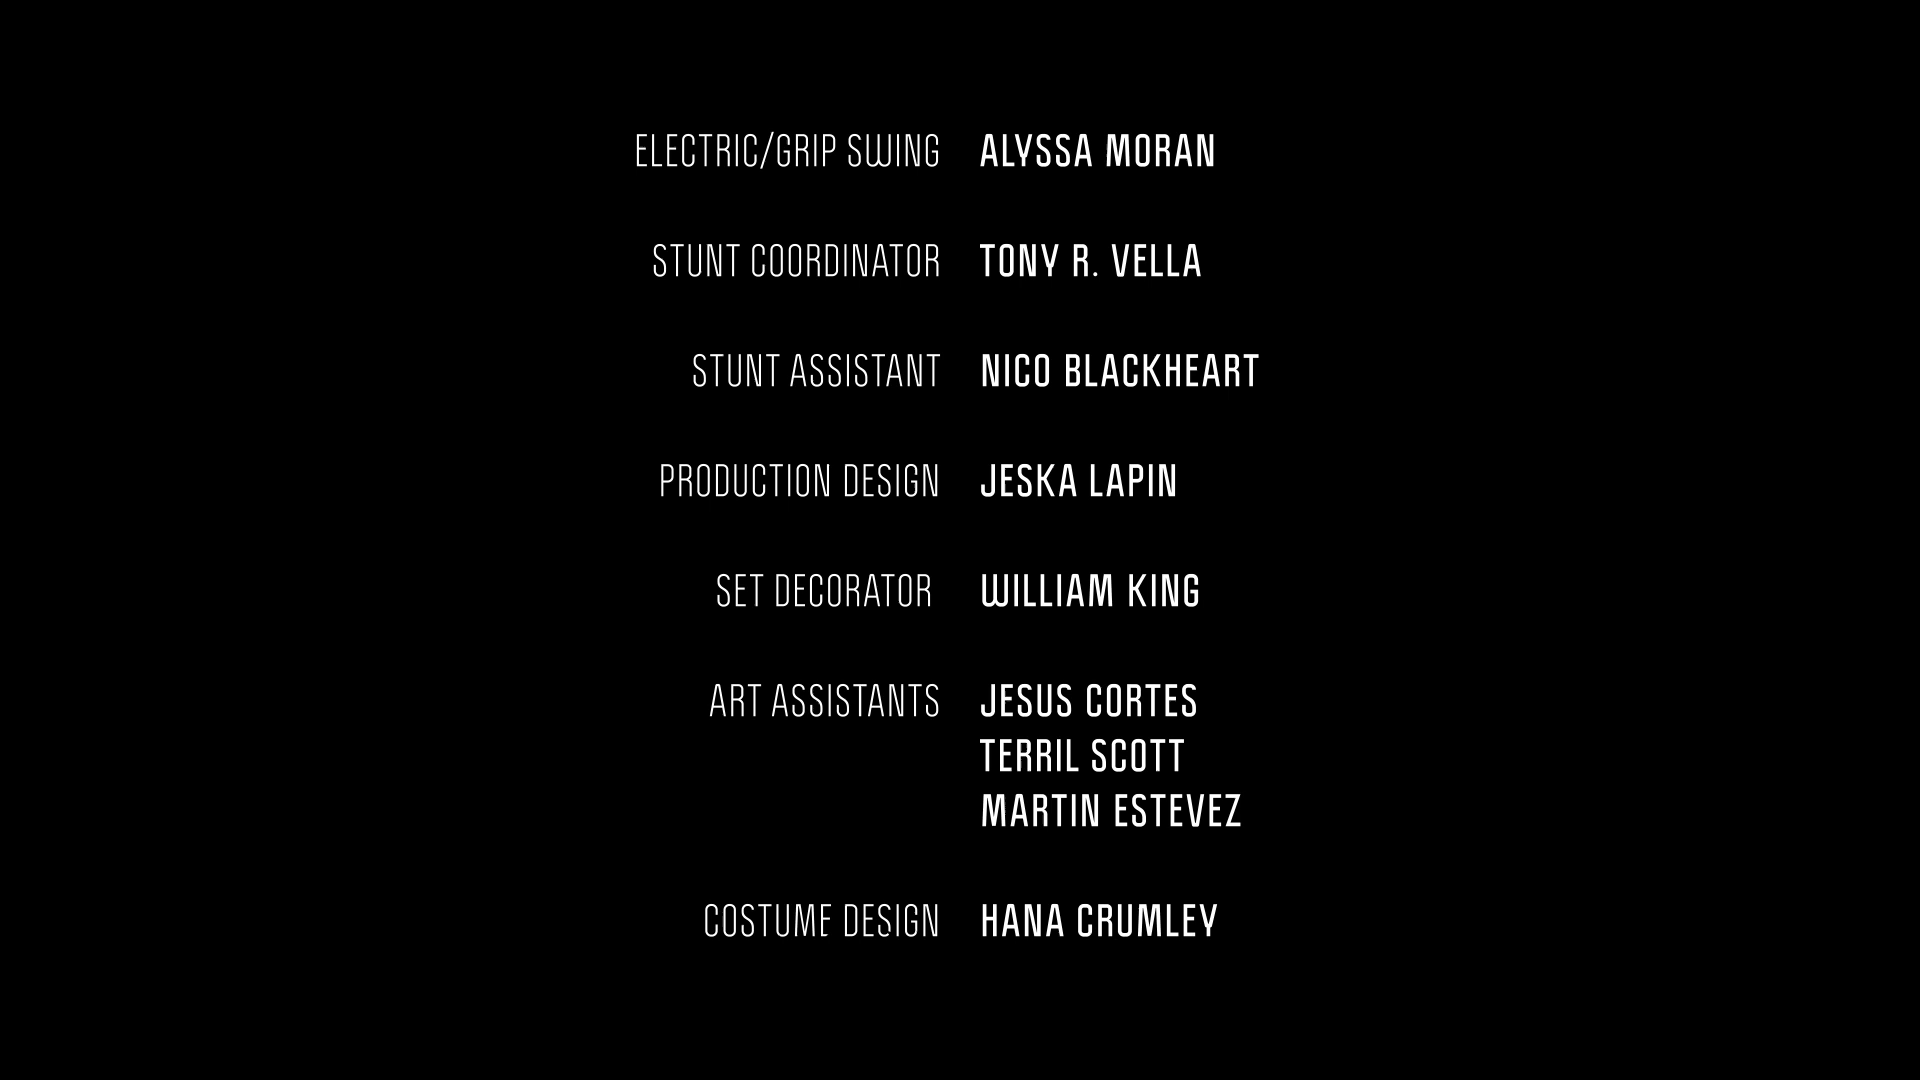 ELECTRIC/GRIP SWING ALYSSA MORAN
STUNT COORDINATOR TONY R. VELLA
STUNT ASSISTANT NICO BLACKHEART
PRODUCTION DESIGN JESKA LAPIN
SET DECORATOR WILLIAM KING
ART ASSISTANTS JESUS CORTES
TERRIL SCOTT
MARTIN ESTEVEZ
COSTUME DESIGN HANA CRUMLEY